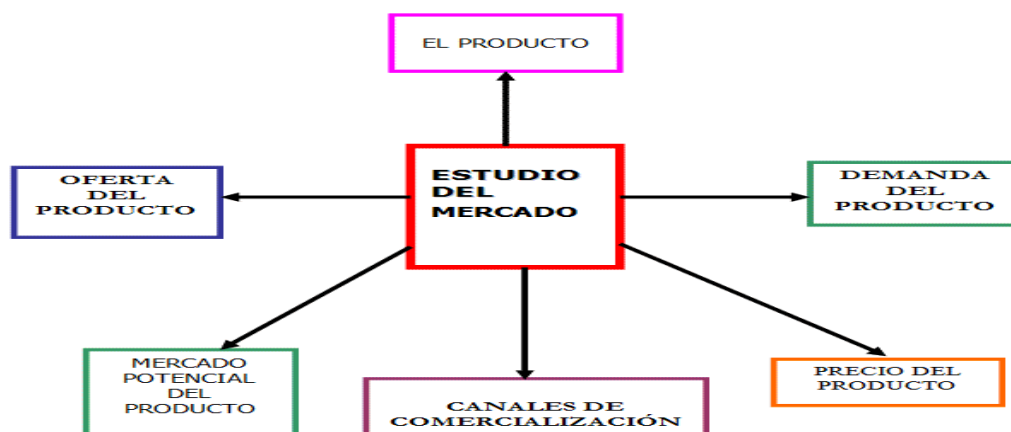 EL PRODUCTO
ESTUDIO
DEL
MERCADO
OFERTA
DEL
PRODUCTO
DEMANDA
DEL
PRODUCTO
MERCADO
POTENCIAL
DEL
PRODUCTO
CANALES DE
COMERCIALIZACIÓN
PRECIO DEL
PRODUCTO